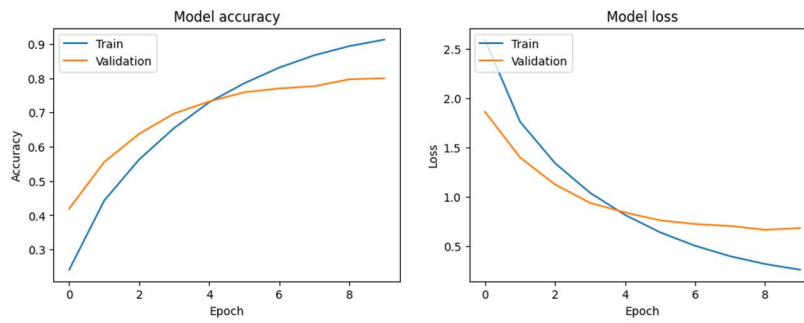 Model accuracy
Train
Validation
0.9
0.8
0.7
0.6
0.5
0.4
0.3
Accuracy
0 2 4 6 8
Epoch
Model loss
Train
Validation
2.5
2.0
1.5
1.0
0.5
Loss
0 2 4 6 8
Epoch